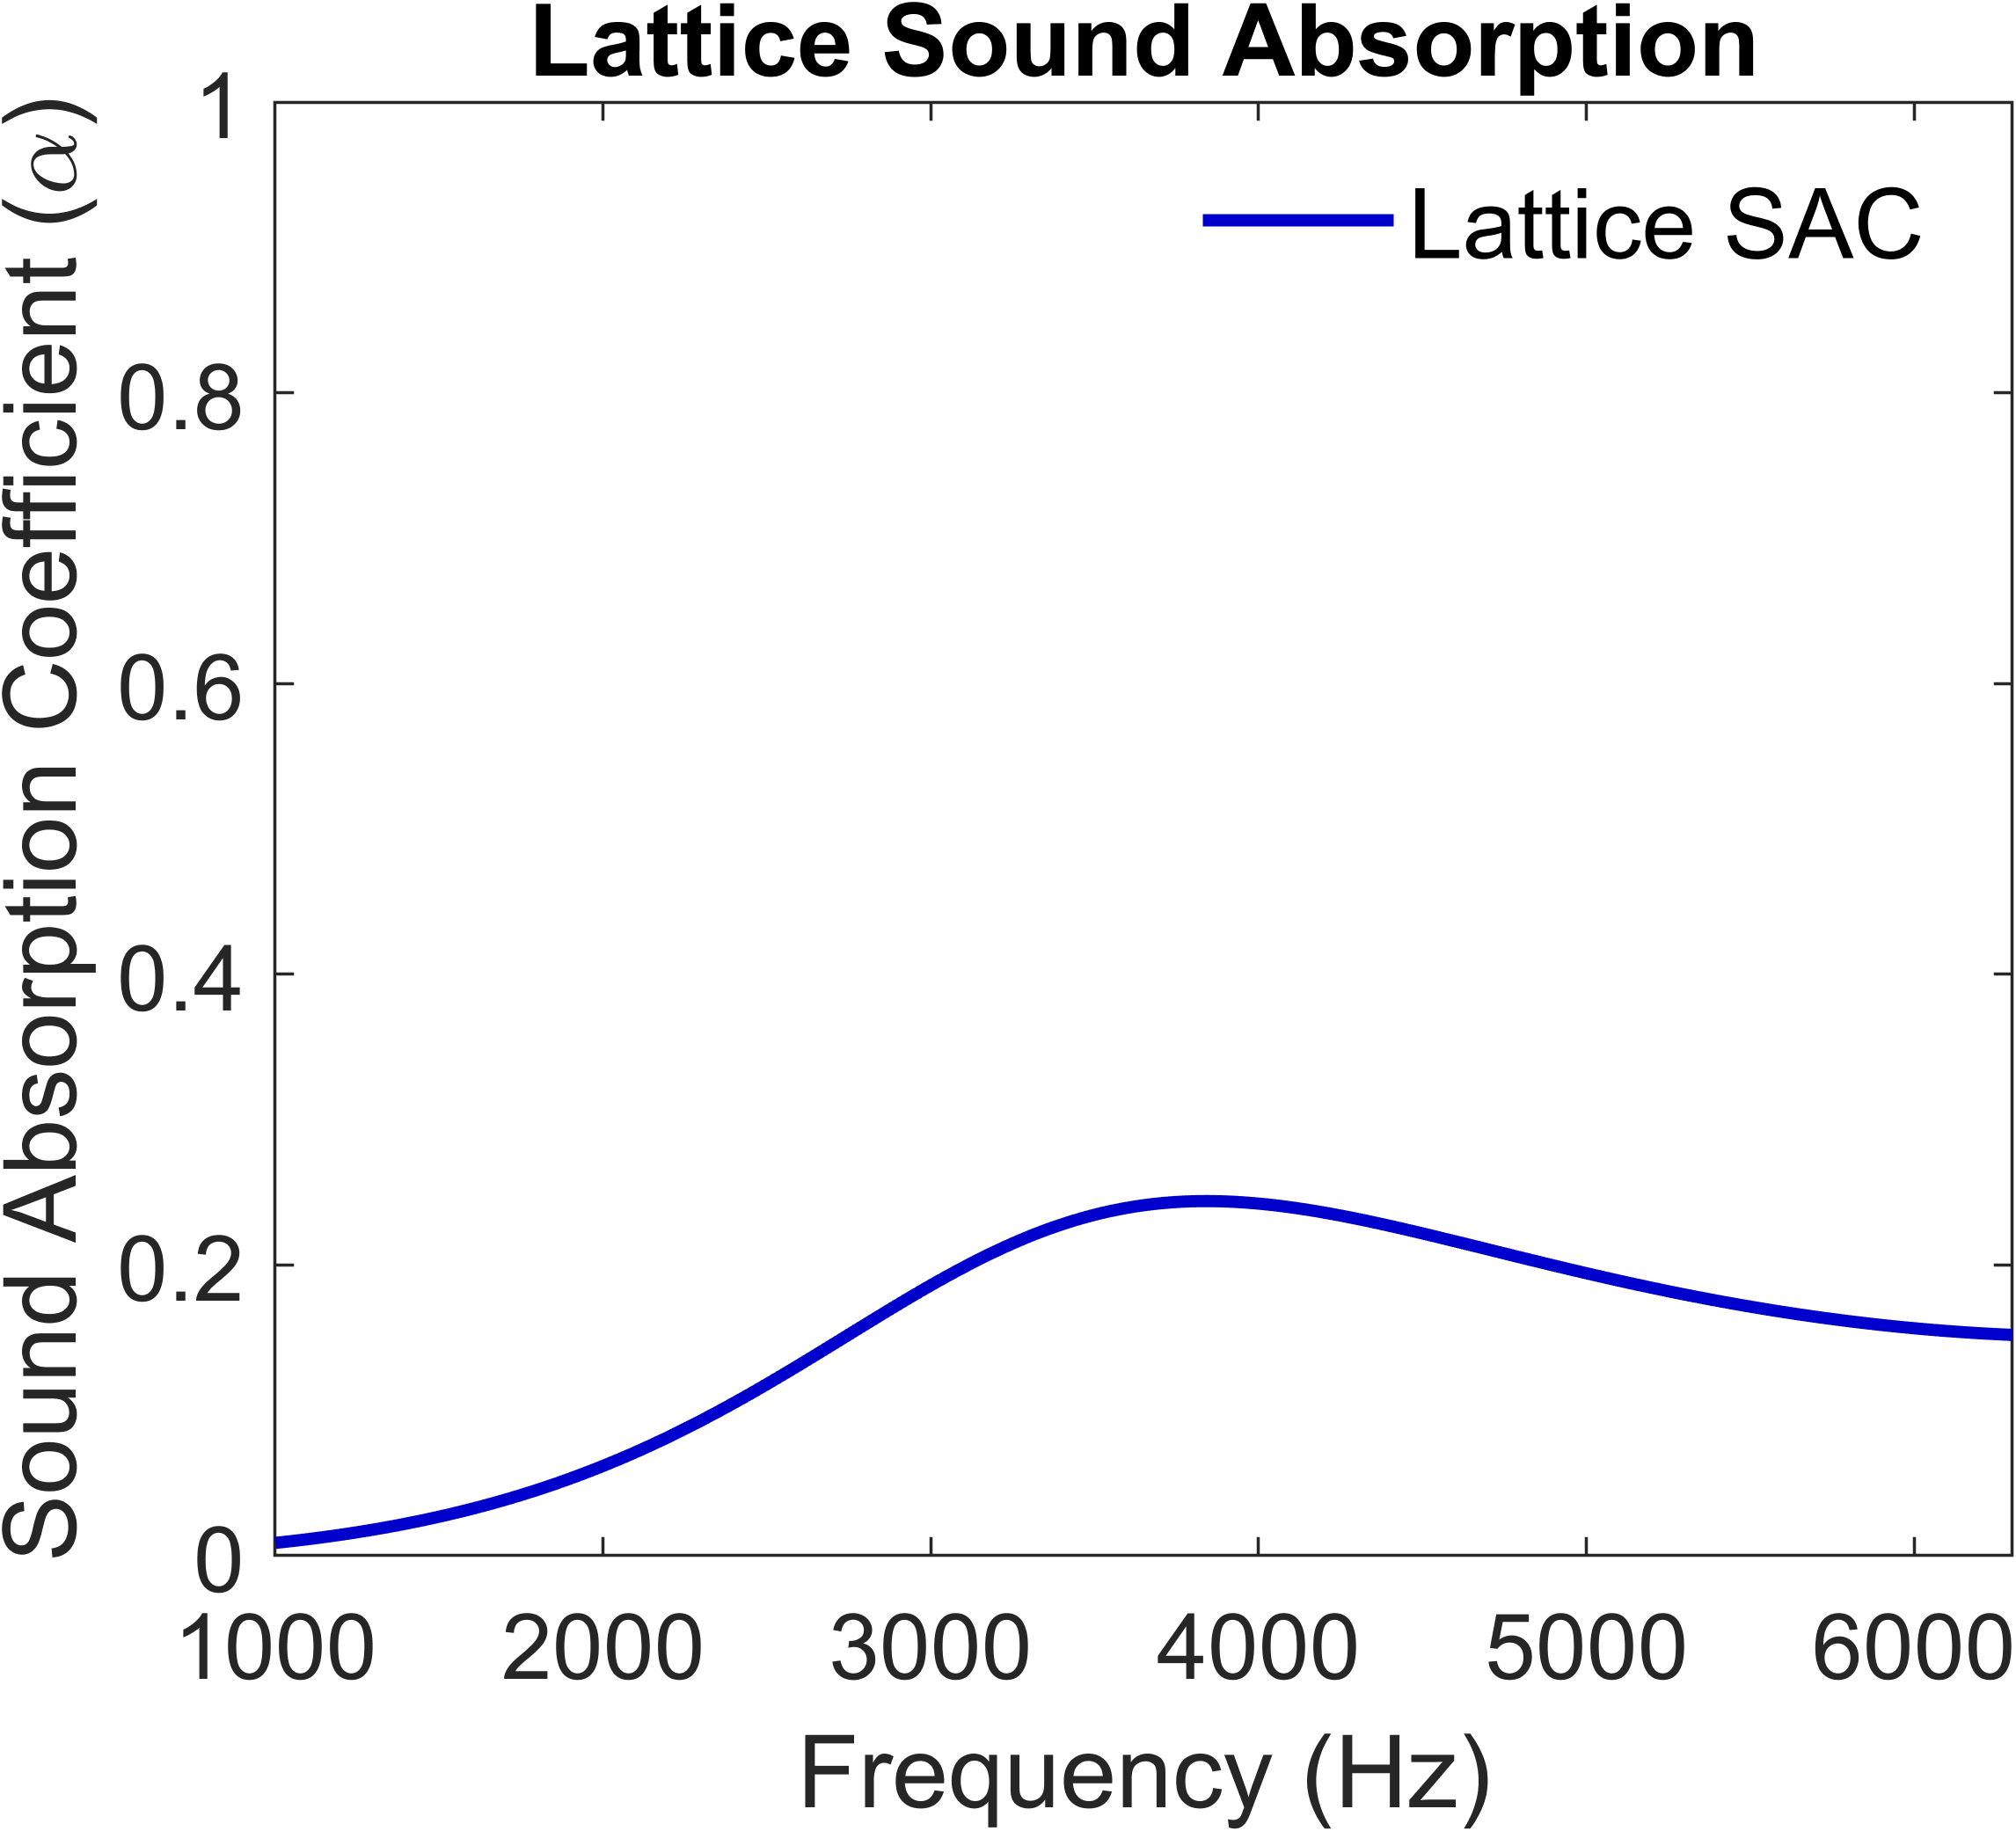 Lattice Sound Absorption
Sound Absorption Coefficient (α)
1
0.8
0.6
0.4
0.2
0
Lattice SAC
1000 2000 3000 4000 5000 6000
Frequency (Hz)